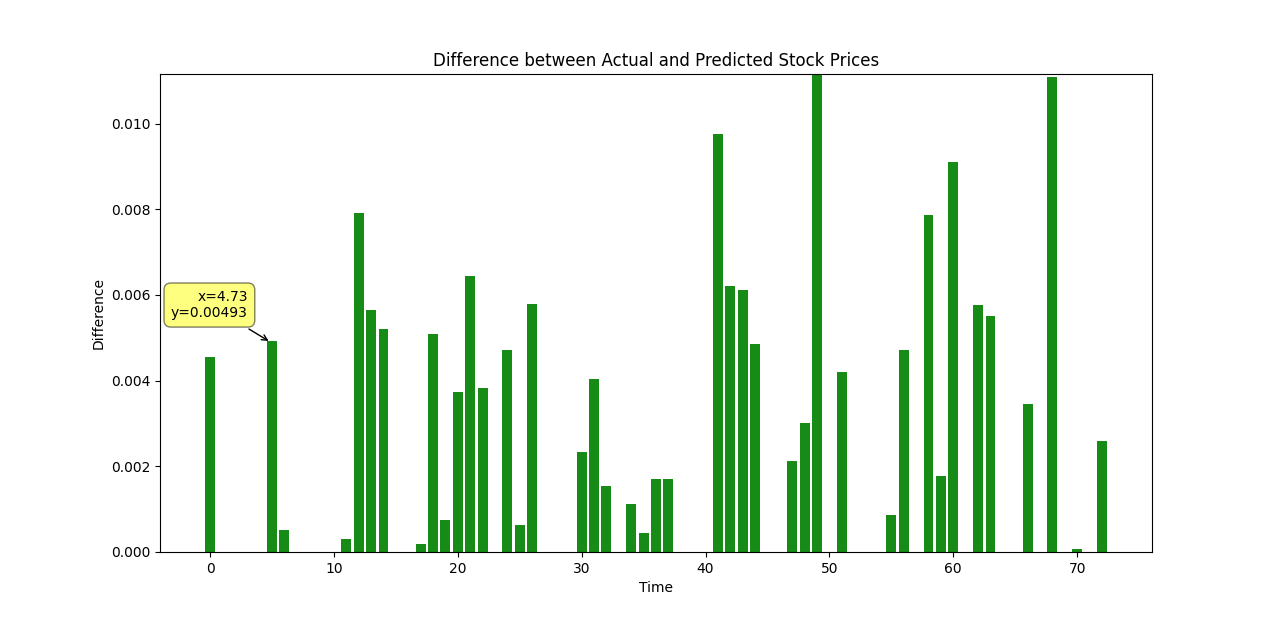 Difference between Actual and Predicted Stock Prices
0.010
0.008
0.006
0.004
0.002
0.000
Difference
x=4.73
y=0.00493
0 10 20 30 40 50 60 70
Time